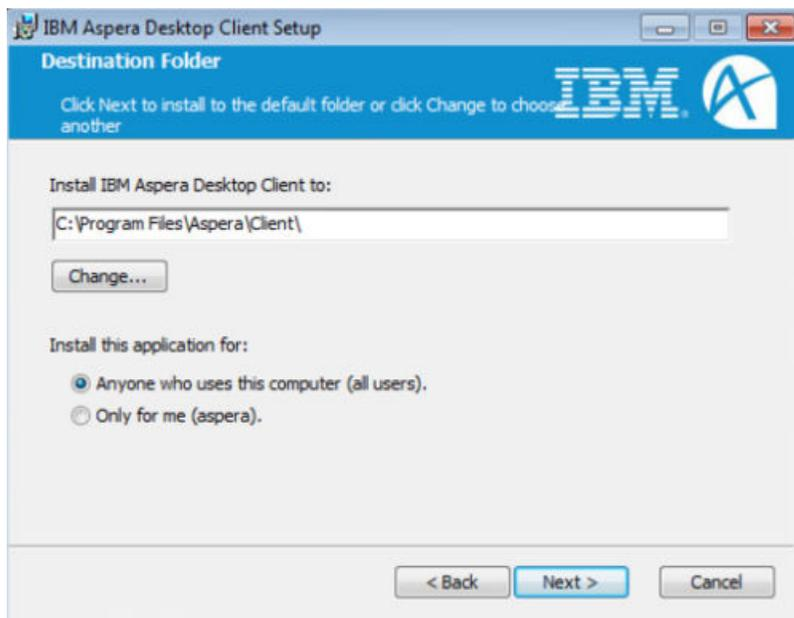 IBM Aspera Desktop Client Setup
Destination Folder
Click Next to install to the default folder or click Change to choose
another
IBM.
Install IBM Aspera Desktop Client to:
C:\Program Files\Aspera\Client\
Change...
Install this application for:
Anyone who uses this computer (all users).
Only for me (aspera).
< Back Next > Cancel